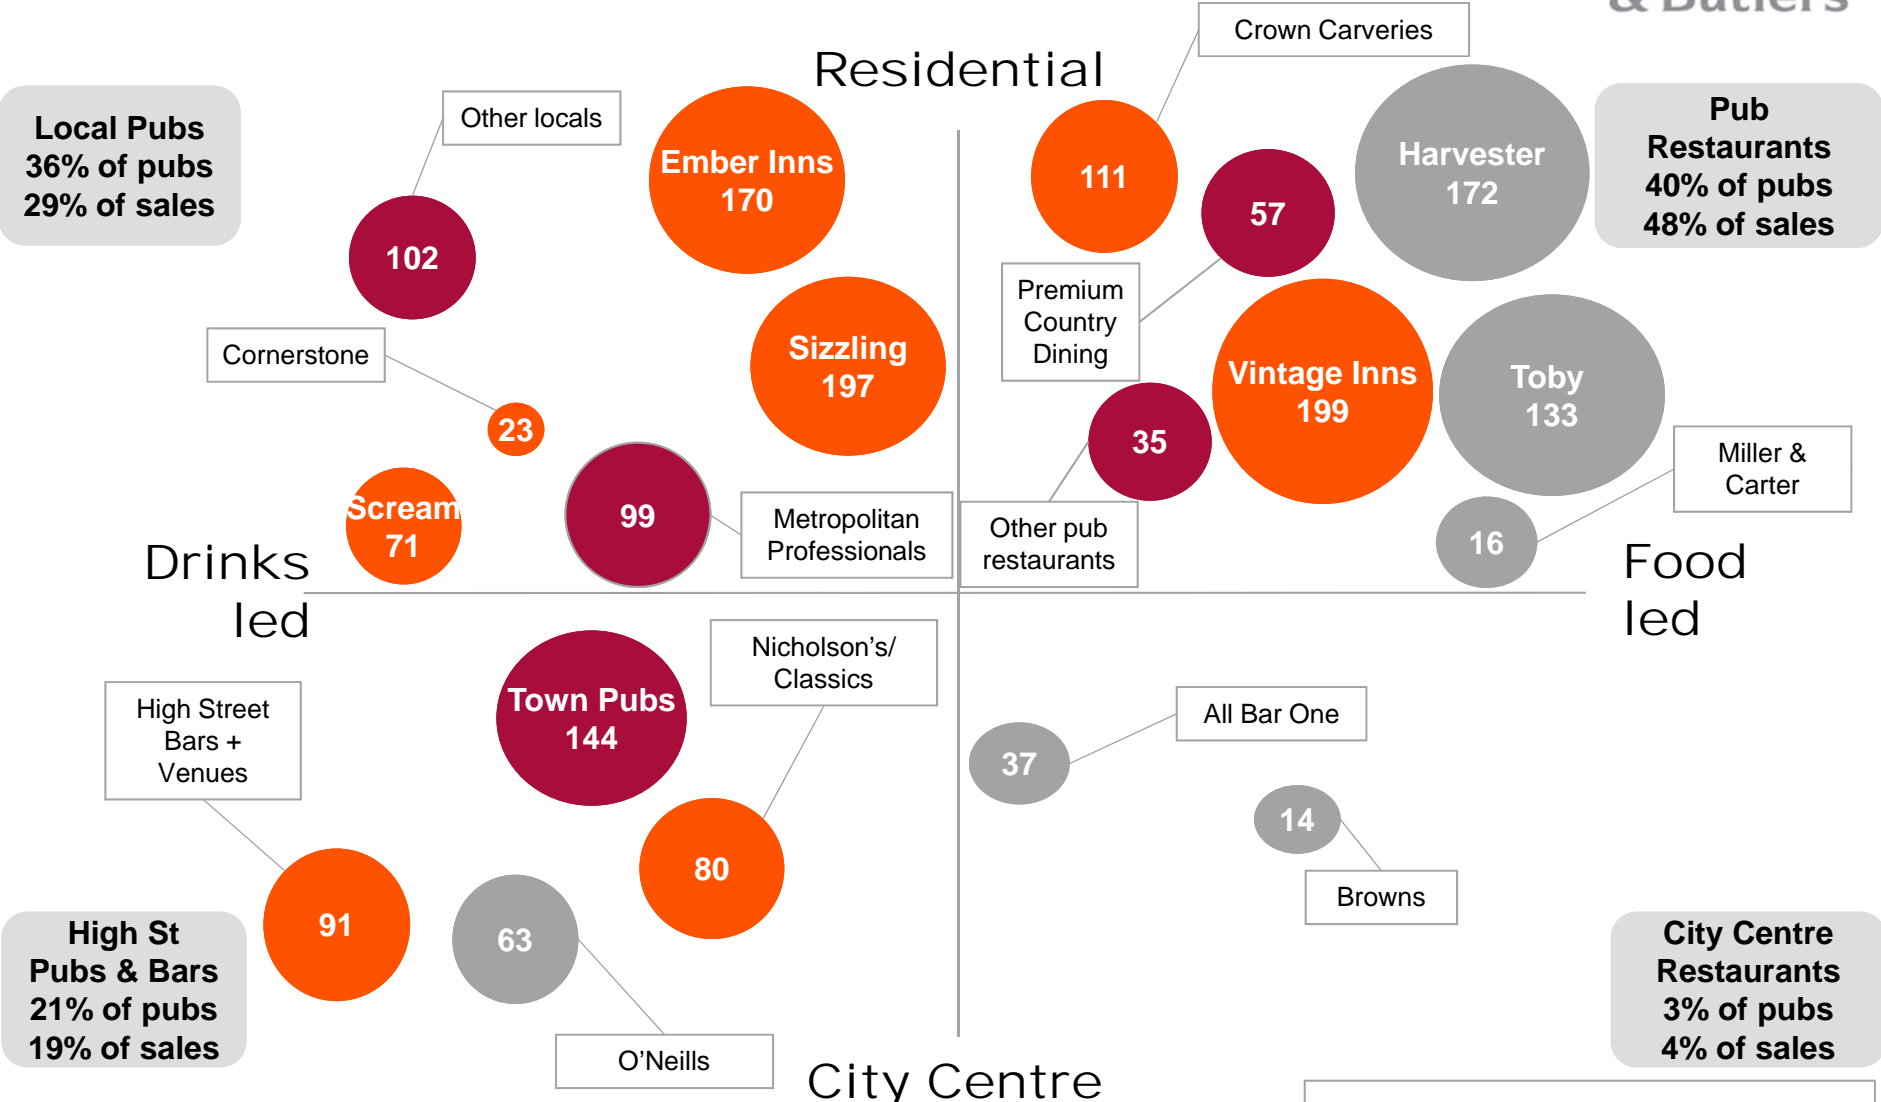 & Butlers
Crown Carveries
Residential
Local Pubs
36% of pubs
29% of sales
Other locals
Ember Inns
170
111
57
Harvester
172
Pub
Restaurants
40% of pubs
48% of sales
102
Premium
Country
Dining
Cornerstone
Sizzling
197
Vintage Inns
199
Toby
133
23
35
Miller &
Carter
Scream
71
99
Metropolitan
Professionals
Other pub
restaurants
16
Drinks
led
Food
led
Nicholson's/
Classics
Town Pubs
144
High Street
Bars +
Venues
All Bar One
37
14
80
Browns
91
63
High St
Pubs & Bars
21% of pubs
19% of sales
City Centre
Restaurants
3% of pubs
4% of sales
O’Neills
City Centre